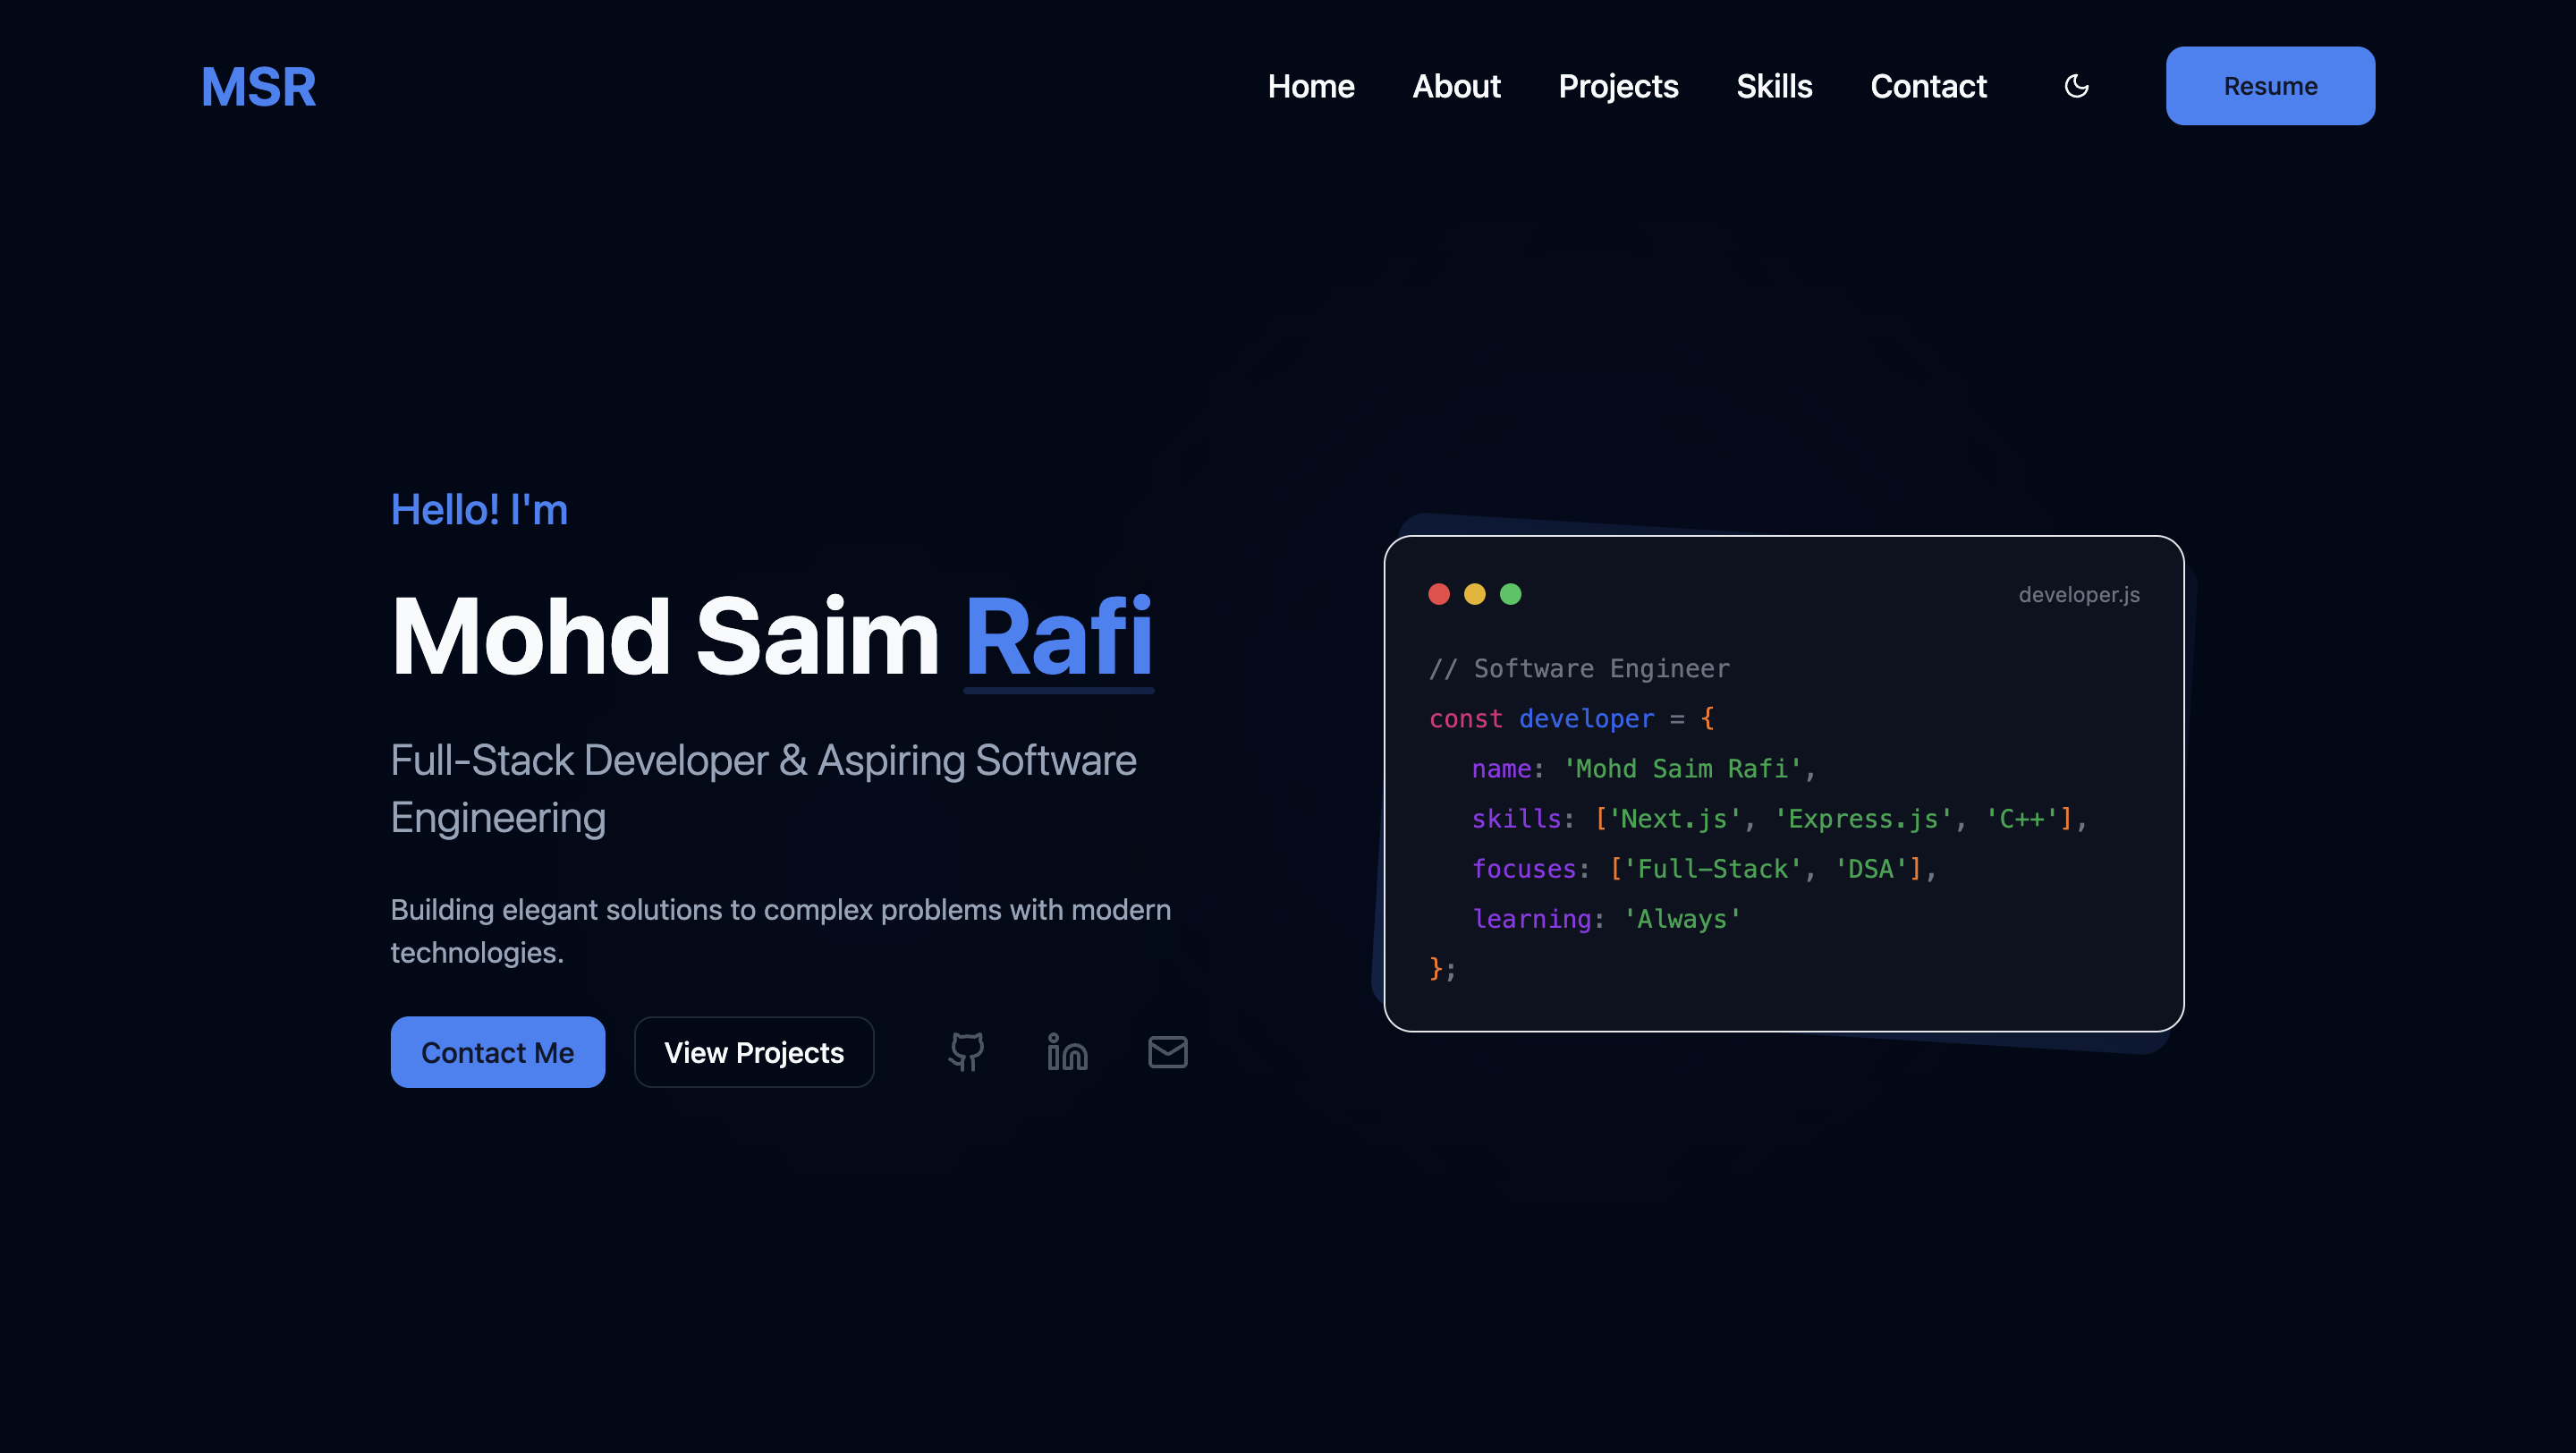 MSR
Home
About
Projects
Skills
Contact
Resume
Hello! I'm
Mohd Saim Rafi
Full-Stack Developer & Aspiring Software
Engineering
Building elegant solutions to complex problems with modern
technologies.
Contact Me
View Projects
developer.js
// Software Engineer
const developer = {
name: 'Mohd Saim Rafi',
skills: ['Next.js', 'Express.js', 'C++'],
focuses: ['Full-Stack', 'DSA'],
learning: 'Always'
};